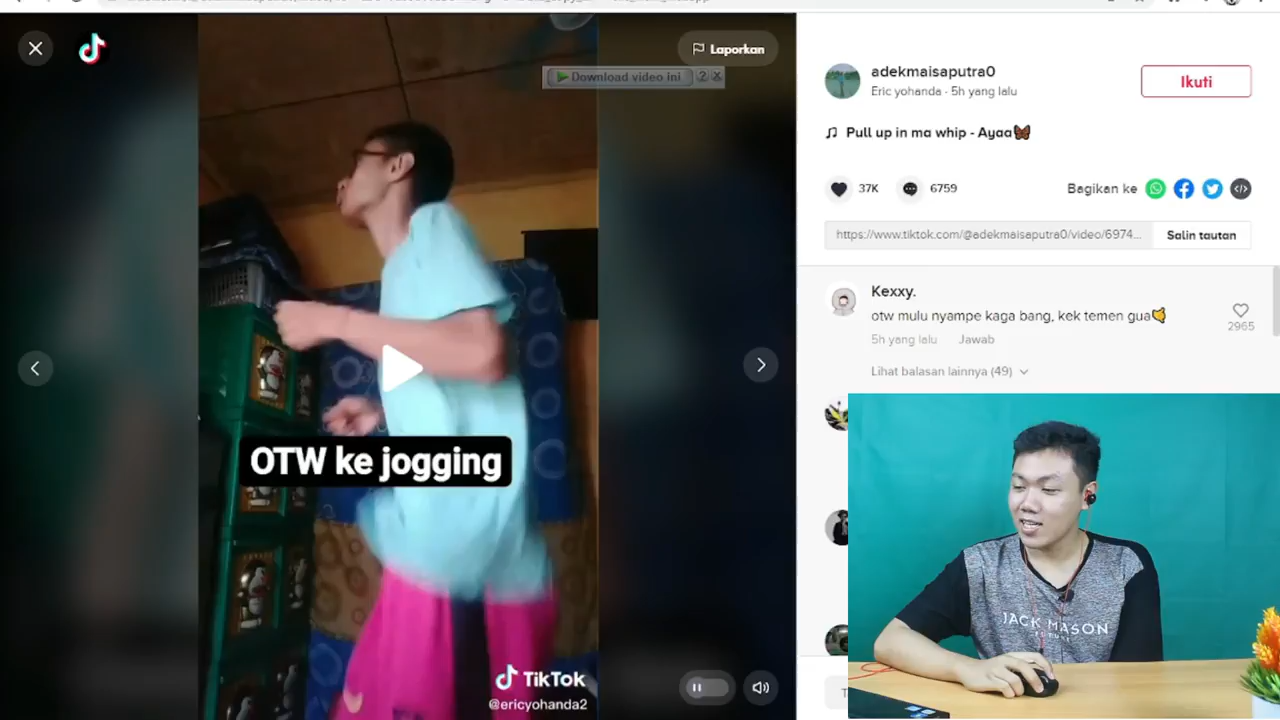 Laporkan
Download video ini
?
OTW ke jogging
TikTok
@ericyohanda2
adekmaisaputra0
Eric yohanda · 5h yang lalu
Ikuti
Pull up in ma whip - Ayaa
37K
6759
Bagikan ke
https://www.tiktok.com/@adekmaisaputra0/video/6974...
Salin tautan
Kexxy.
otw mulu nyampe kaga bang, kek temen gua
2965
5h yang lalu
Jawab
Lihat balasan lainnya (49)
JACK MASON